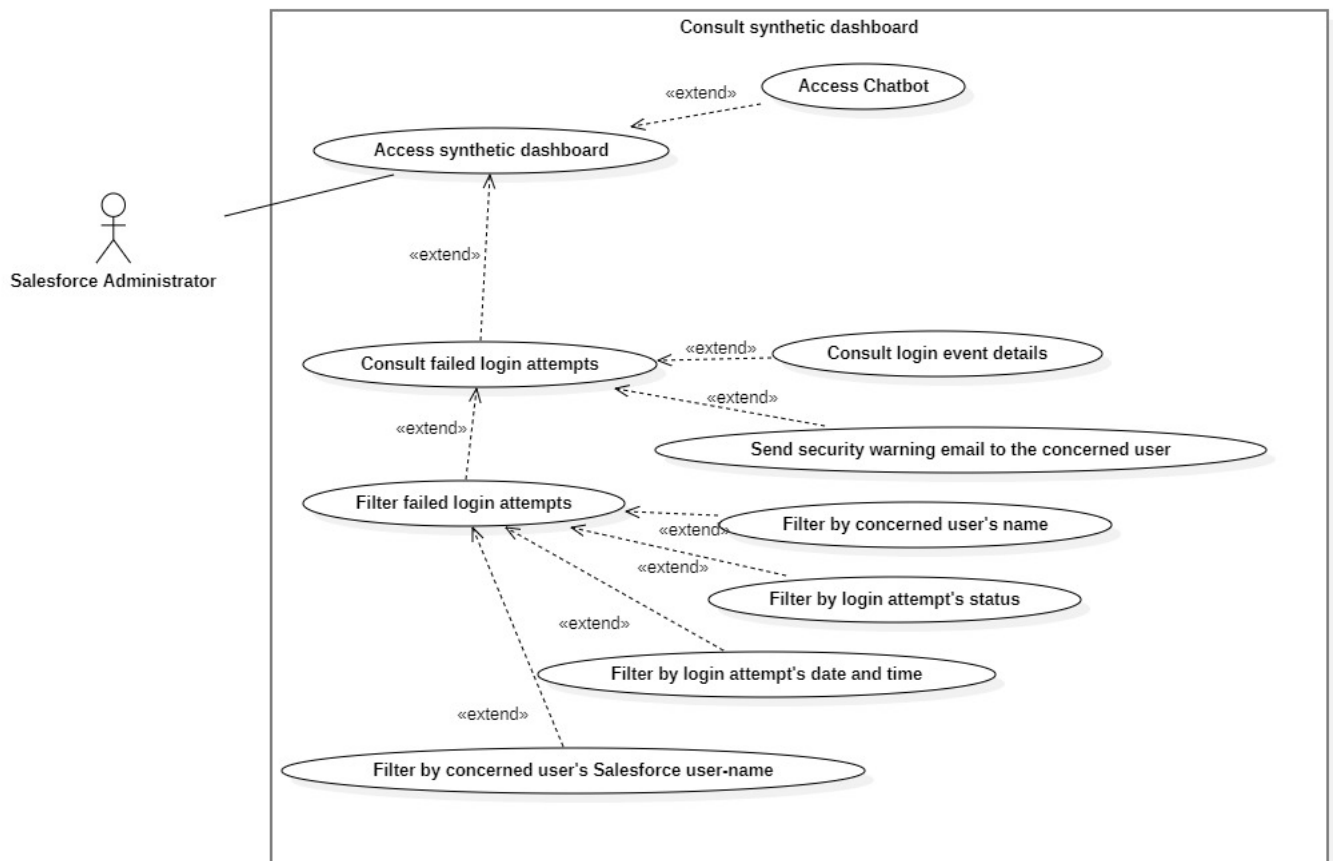 Consult synthetic dashboard
Access Chatbot
«extend»
Access synthetic dashboard
«extend»
Salesforce Administrator
«extend»
Consult login event details
Consult failed login attempts
«extend»
«extend»
Send security warning email to the concerned user
Filter failed login attempts
Filter by concerned user's name
«extend»
«extend»
Filter by login attempt's status
«extend»
Filter by login attempt's date and time
«extend»
Filter by concerned user's Salesforce user-name